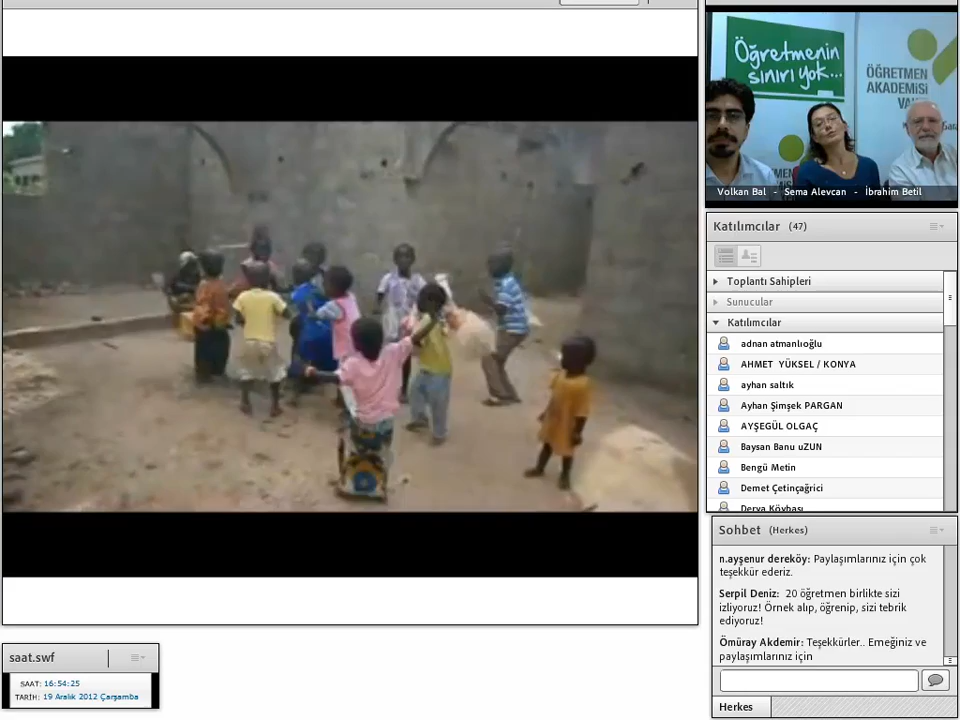 Öğretmenin
sınırı yok...
ÖĞRETMEN
AKADEMİSİ
Volkan Bal - Sema Alevcan - İbrahim Betil
Katılımcılar (47)
Toplantı Sahipleri
Sunucular
Katılımcılar
adnan atmanlıoğlu
AHMET YÜKSEL / KONYA
ayhan saltık
Ayhan Şimşek PARGAN
AYŞEGÜL OLGAÇ
Baysan Banu uZUN
Bengü Metin
Demet Çetinçağrici
Derya Köybaşı
Sohbet (Herkes)
n.ayşenur dereköy: Paylaşımlarınız için çok
teşekkür ederiz.
Serpil Deniz: 20 öğretmen birlikte sizi
izliyoruz! Örnek alıp, öğrenip, sizi tebrik
ediyoruz!
Ömüray Akdemir: Teşekkürler.. Emeğiniz ve
paylaşımlarınız için
Herkes
saat.swf
SAAT: 16:54:25
TARİH: 19 Aralık 2012 Çarşamba